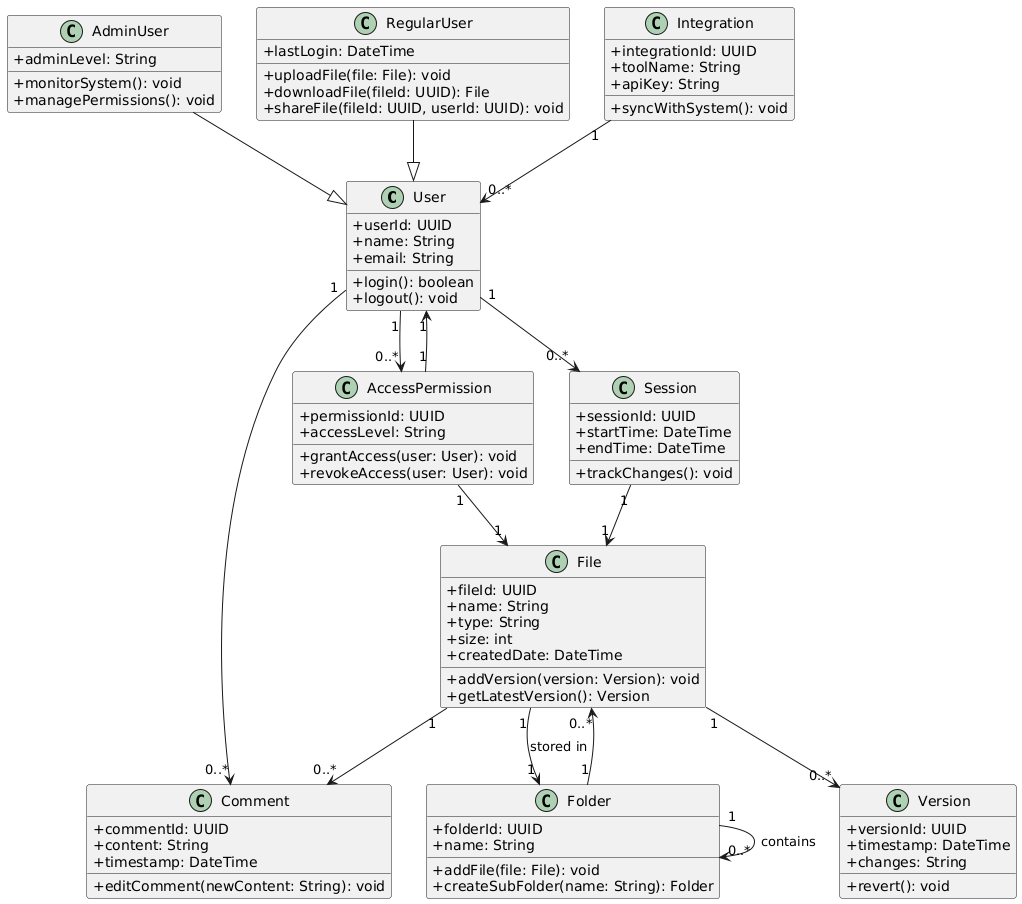 C AdminUser
+adminLevel: String
+monitorSystem(): void
+managePermissions(): void
C RegularUser
+lastLogin: DateTime
+uploadFile(file: File): void
+downloadFile(fileId: UUID): File
+shareFile(fileId: UUID, userId: UUID): void
C Integration
+integrationId: UUID
+toolName: String
+apiKey: String
+syncWithSystem(): void
1
0..*
C User
+userId: UUID
+name: String
+email: String
+login(): boolean
+logout(): void
1
1
0..*
1
1
1
0..*
C AccessPermission
+permissionId: UUID
+accessLevel: String
+grantAccess(user: User): void
+revokeAccess(user: User): void
C Session
+sessionId: UUID
+startTime: DateTime
+endTime: DateTime
+trackChanges(): void
1
1
1
1
C File
+fileId: UUID
+name: String
+type: String
+size: int
+createdDate: DateTime
+addVersion(version: Version): void
+getLatestVersion(): Version
1
1
0..*
1
stored in
0..*
0..*
1
1
0..*
C Comment
+commentId: UUID
+content: String
+timestamp: DateTime
+editComment(newContent: String): void
C Folder
+folderId: UUID
+name: String
+addFile(file: File): void
+createSubFolder(name: String): Folder
1
contains
0..*
C Version
+versionId: UUID
+timestamp: DateTime
+changes: String
+revert(): void